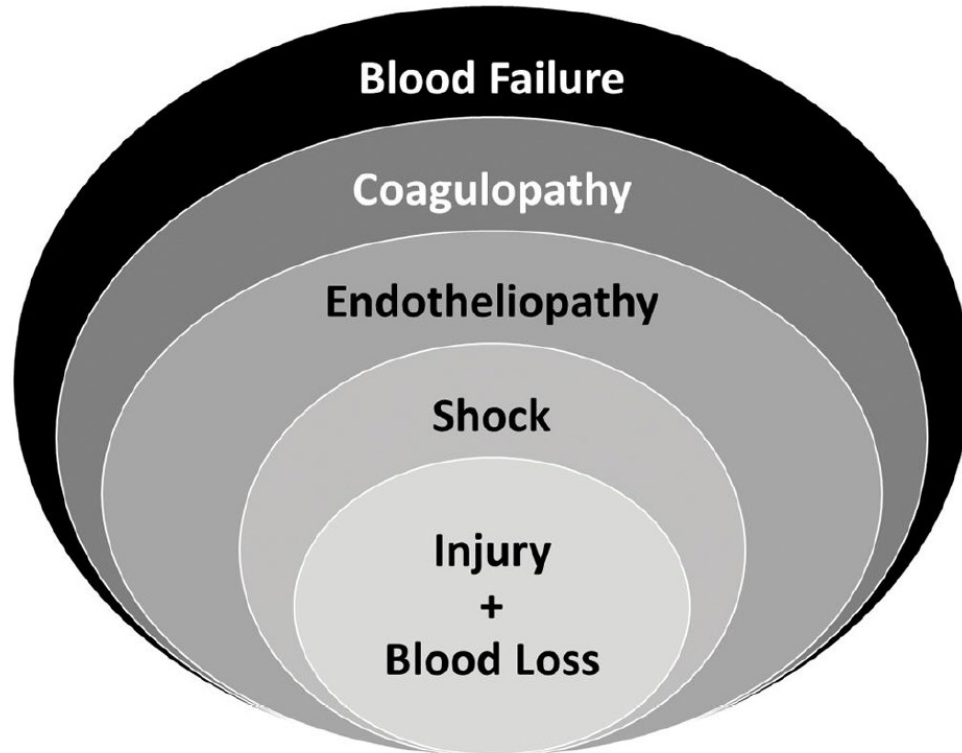 Blood Failure
Coagulopathy
Endotheliopathy
Shock
Injury
+
Blood Loss